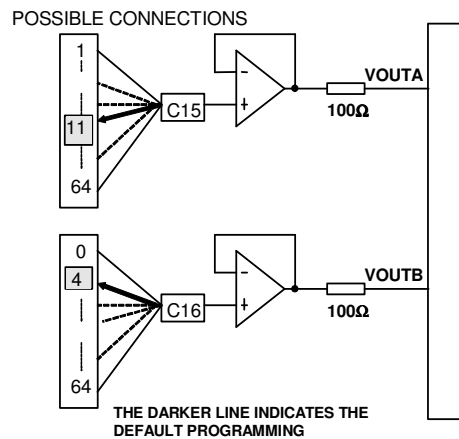 POSSIBLE CONNECTIONS
1
11
64
C15
-
+
VOUTA
100Ω
0
4
64
C16
-
+
VOUTB
100Ω
THE DARKER LINE INDICATES THE
DEFAULT PROGRAMMING